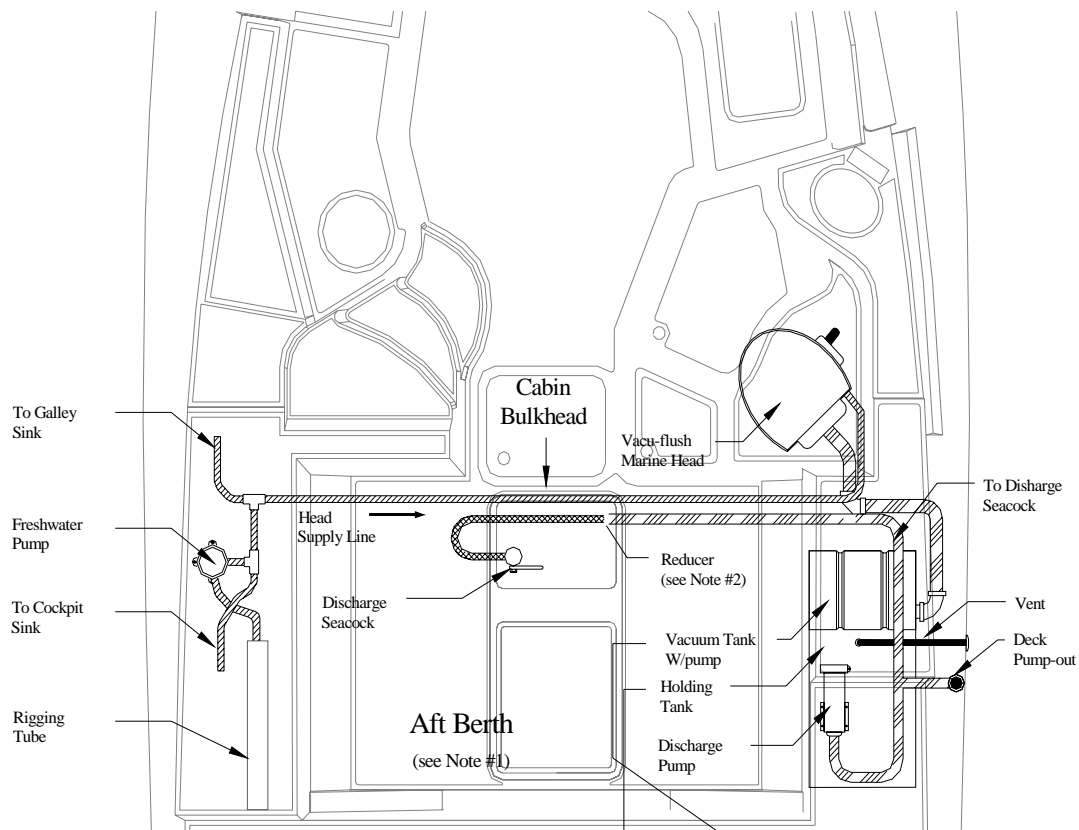 Cabin
Bulkhead
To Galley
Sink
Vacu-flush
Marine Head
To Disharge
Seacock
Freshwater
Pump
Head
Supply Line
Reducer
(see Note #2)
To Cockpit
Sink
Discharge
Seacock
Vent
Vacuum Tank
W/pump
Deck
Pump-out
Holding
Tank
Rigging
Tube
Aft Berth
(see Note #1)
Discharge
Pump